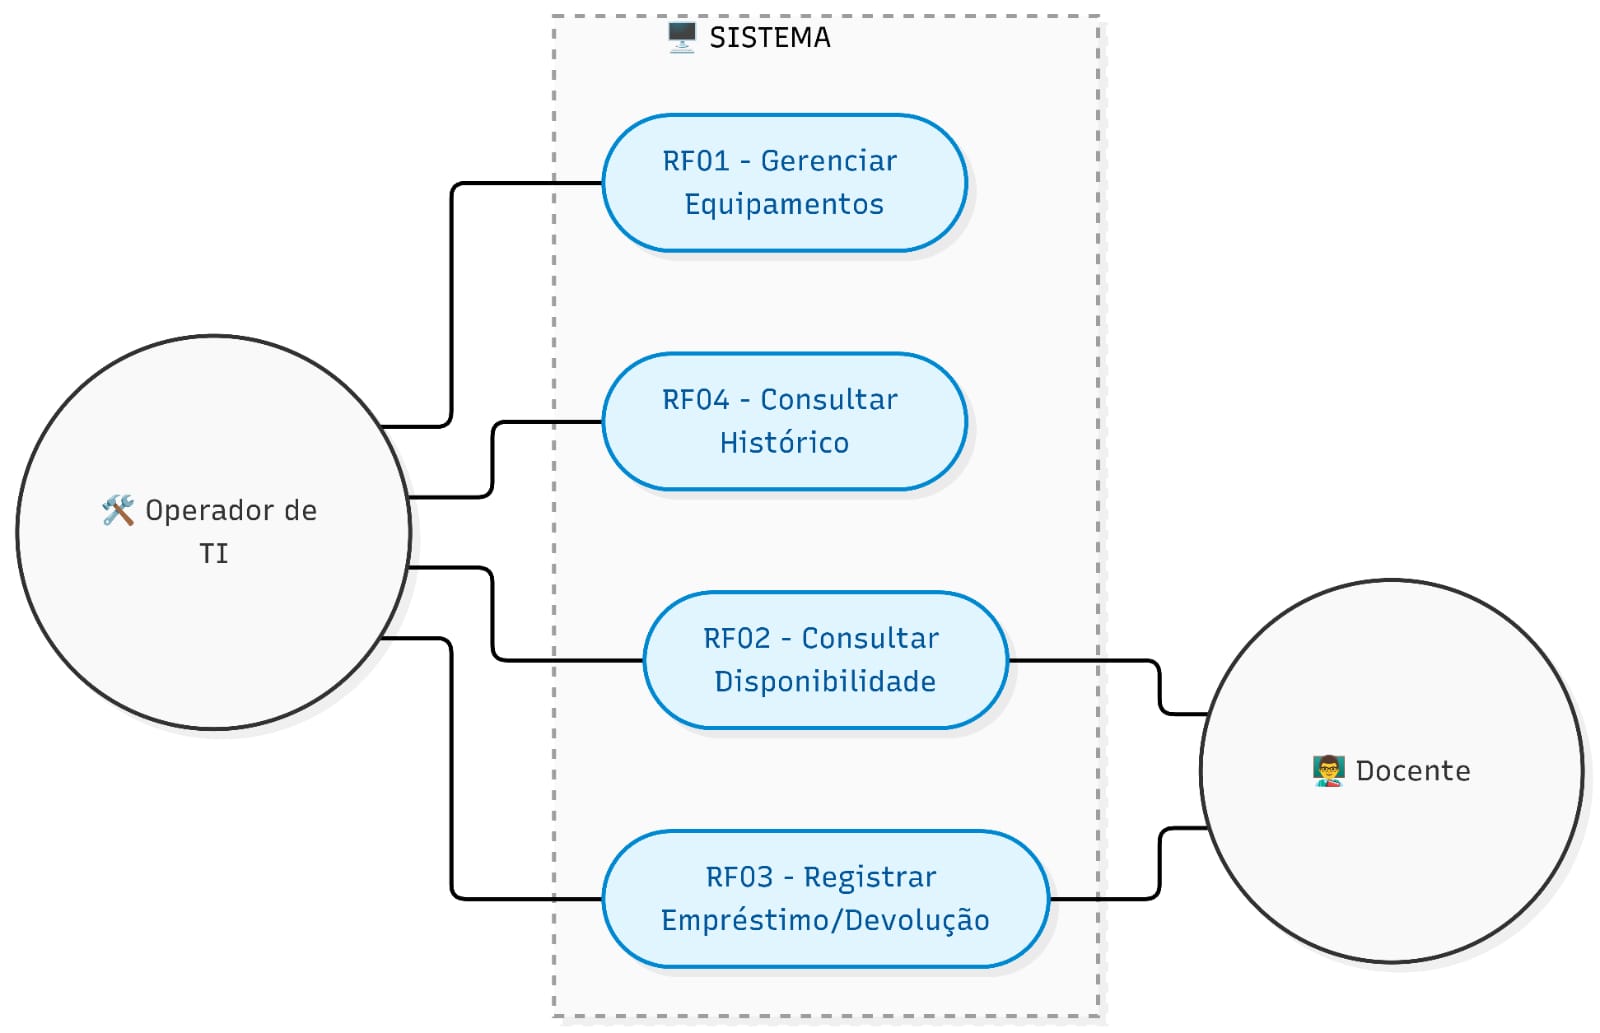 SISTEMA
RF01 - Gerenciar
Equipamentos
RF04 - Consultar
Histórico
Operador de
TI
RF02 - Consultar
Disponibilidade
Docente
RF03 - Registrar
Empréstimo/Devolução